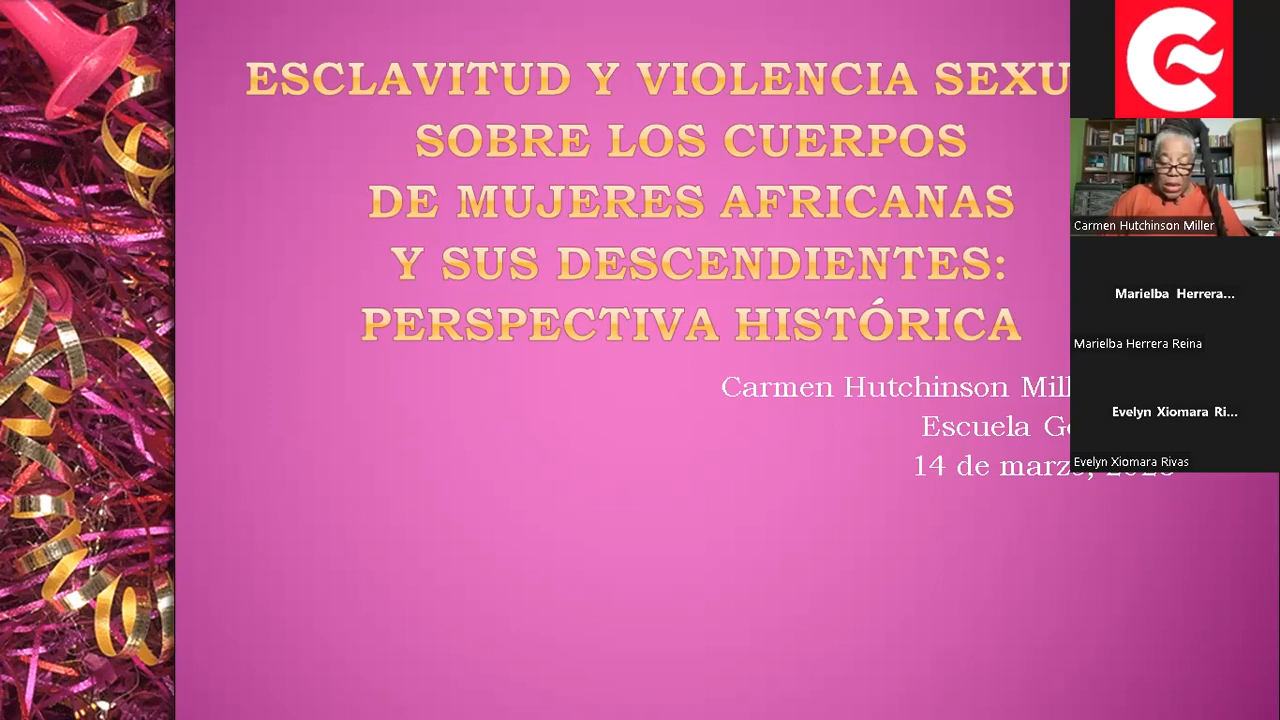 ESCLAVITUD Y VIOLENCIA SEXU
SOBRE LOS CUERPOS
DE MUJERES AFRICANAS
Y SUS DESCENDIENTES:
PERSPECTIVA HISTÓRICA
Carmen Hutchinson Mill
Escuela G
14 de marzo,
Carmen Hutchinson Miller
Marielba Herrera...
Marielba Herrera Reina
Evelyn Xiomara Ri...
Evelyn Xiomara Rivas